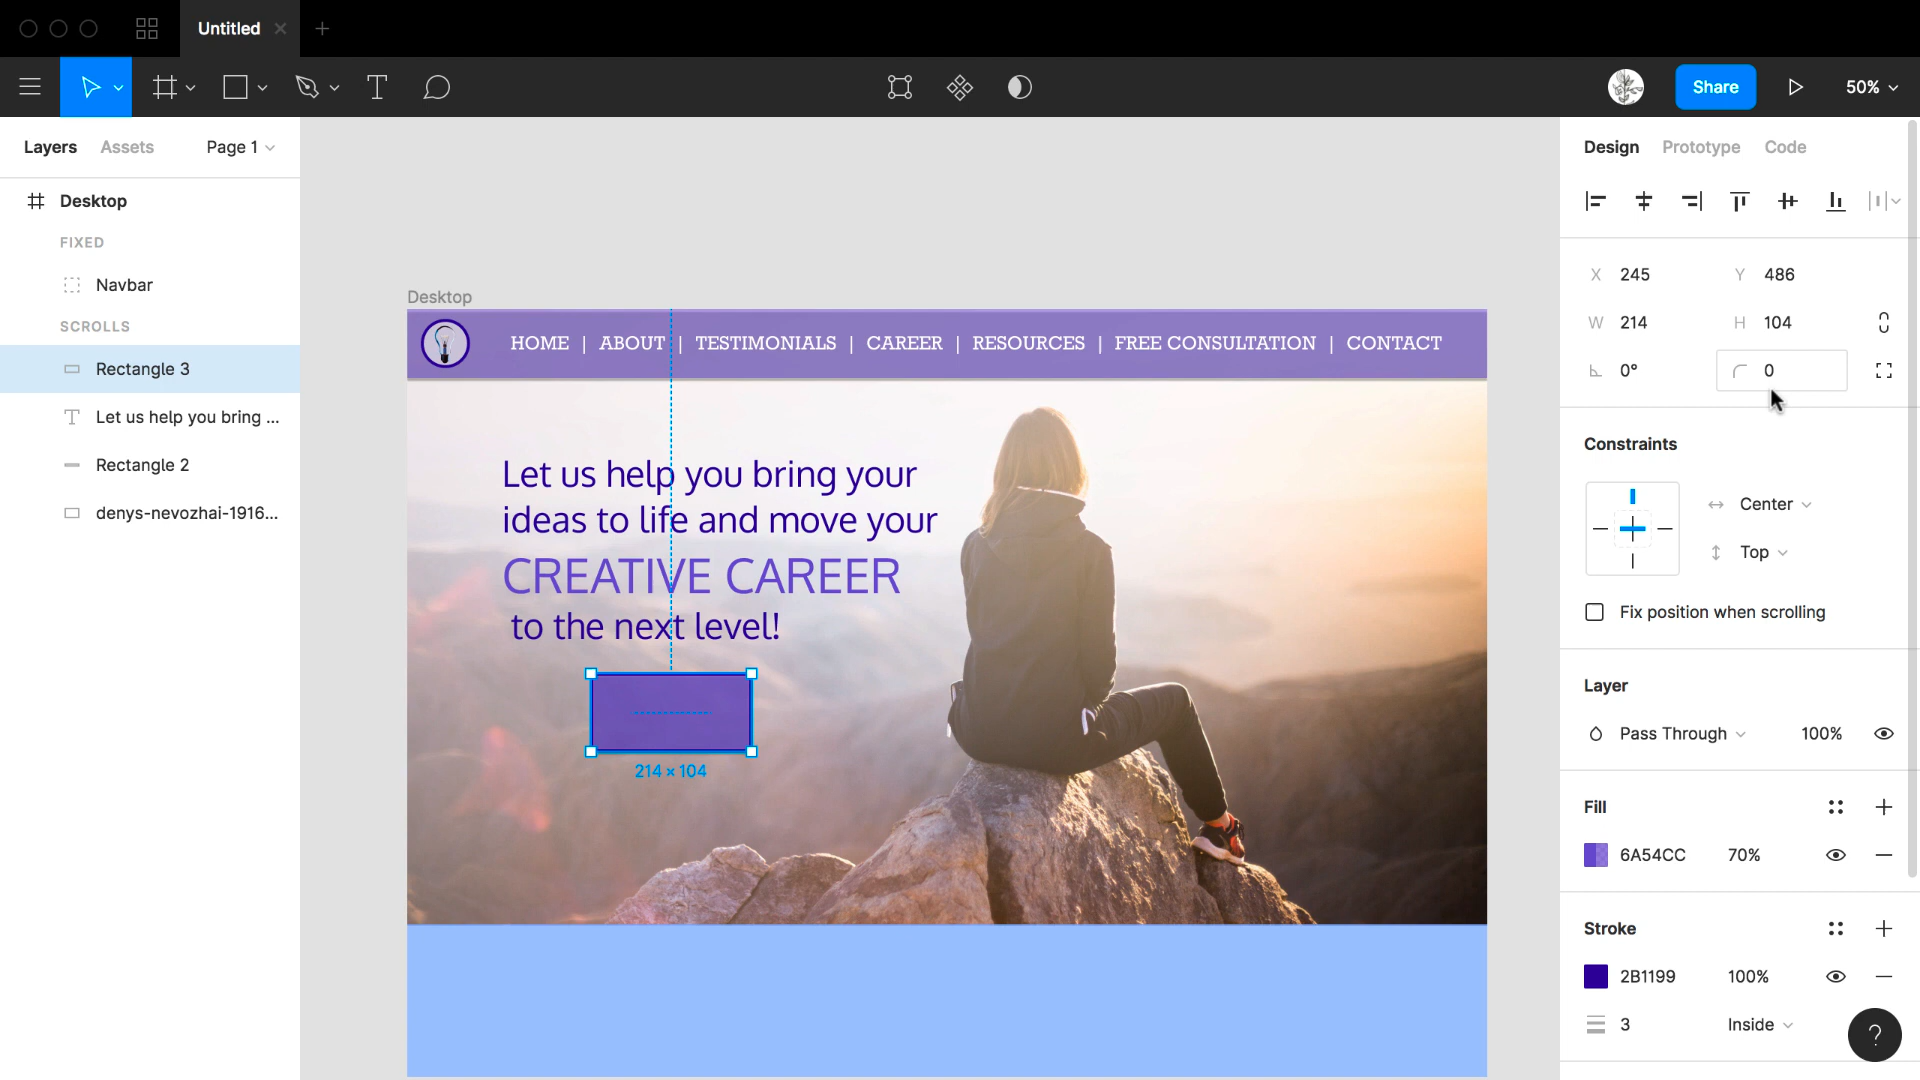 Untitled
Share
50%
Layers
Assets
Page 1
Design
Prototype
Code
Desktop
FIXED
Navbar
SCROLLS
Rectangle 3
Let us help you bring ...
Rectangle 2
denys-nevozhai-1916...
Desktop
HOME | ABOUT | TESTIMONIALS | CAREER | RESOURCES | FREE CONSULTATION | CONTACT
Let us help you bring your
ideas to life and move your
CREATIVE CAREER
to the next level!
214 × 104
X 245 Y 486
W 214 H 104
0° 0
Constraints
Center
Top
Fix position when scrolling
Layer
Pass Through 100%
Fill
6A54CC 70%
Stroke
2B1199 100%
3 Inside
?